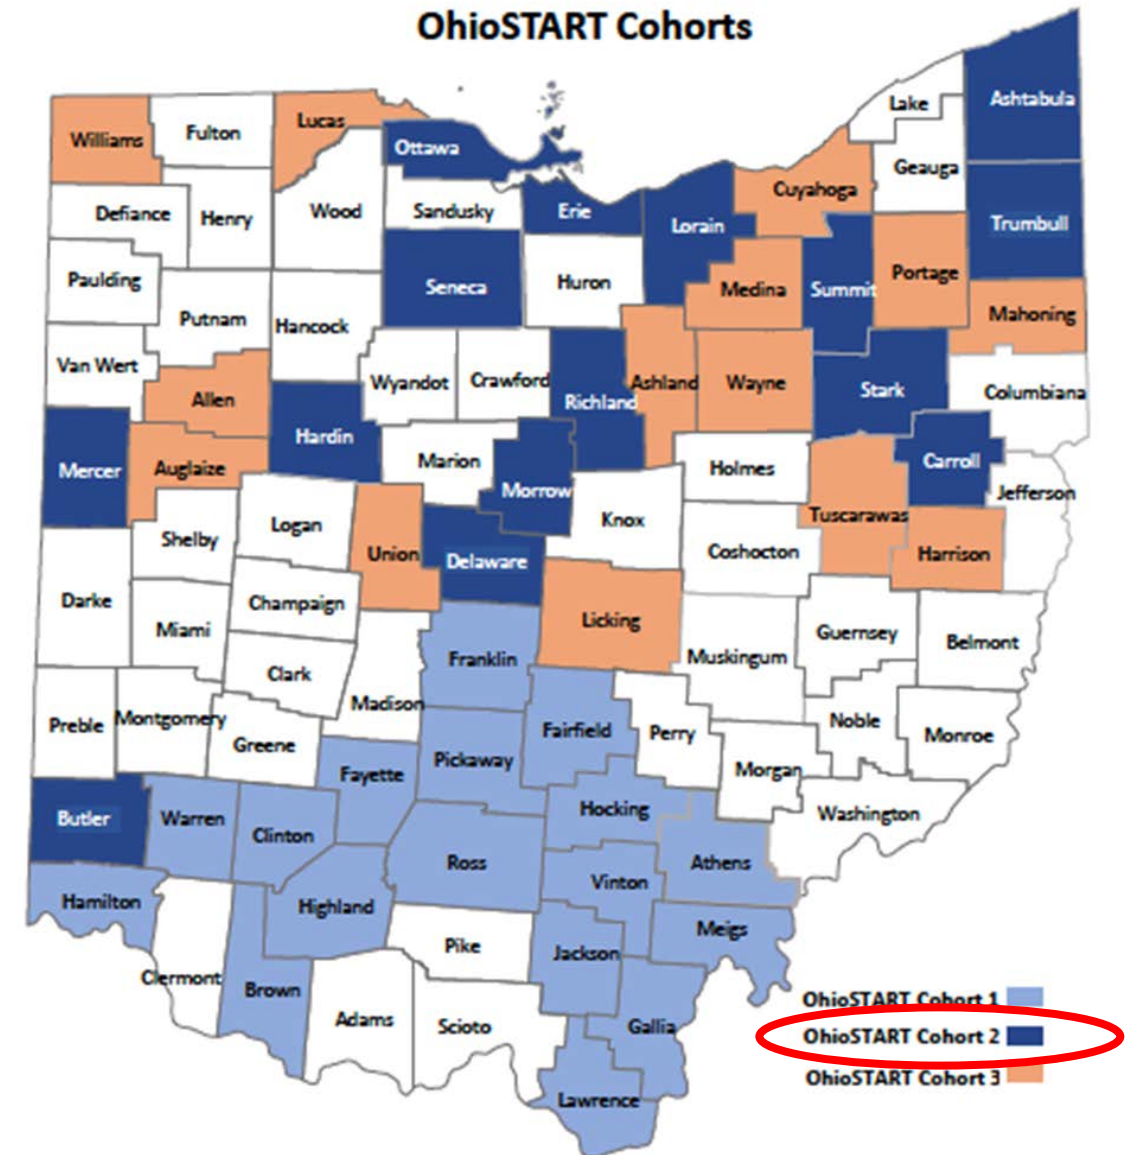 OhioSTART Cohorts
Lake
Ashtabula
Williams
Fulton
Lucas
Ottawa
Geauga
Cuyahoga
Defiance
Henry
Wood
Sandusky
Erie
Lorain
Trumbull
Paulding
Seneca
Huron
Medina
Summit
Portage
Putnam
Hancock
Mahoning
Van Wert
Wyandot
Crawford
Richland
Ashland
Wayne
Stark
Columbiana
Allen
Hardin
Mercer
Auglaize
Marion
Morrow
Holmes
Carroll
Jefferson
Shelby
Logan
Union
Delaware
Knox
Coshocton
Tuscarawas
Harrison
Darke
Miami
Champaign
Licking
Guernsey
Belmont
Clark
Franklin
Muskingum
Preble
Montgomery
Madison
Greene
Fairfield
Perry
Noble
Monroe
Fayette
Pickaway
Morgan
Washington
Butler
Warren
Clinton
Hocking
Ross
Vinton
Athens
Hamilton
Highland
Pike
Jackson
Meigs
Clermont
Brown
Adams
Scioto
Gallia
Lawrence
OhioSTART Cohort 1
OhioSTART Cohort 2
OhioSTART Cohort 3